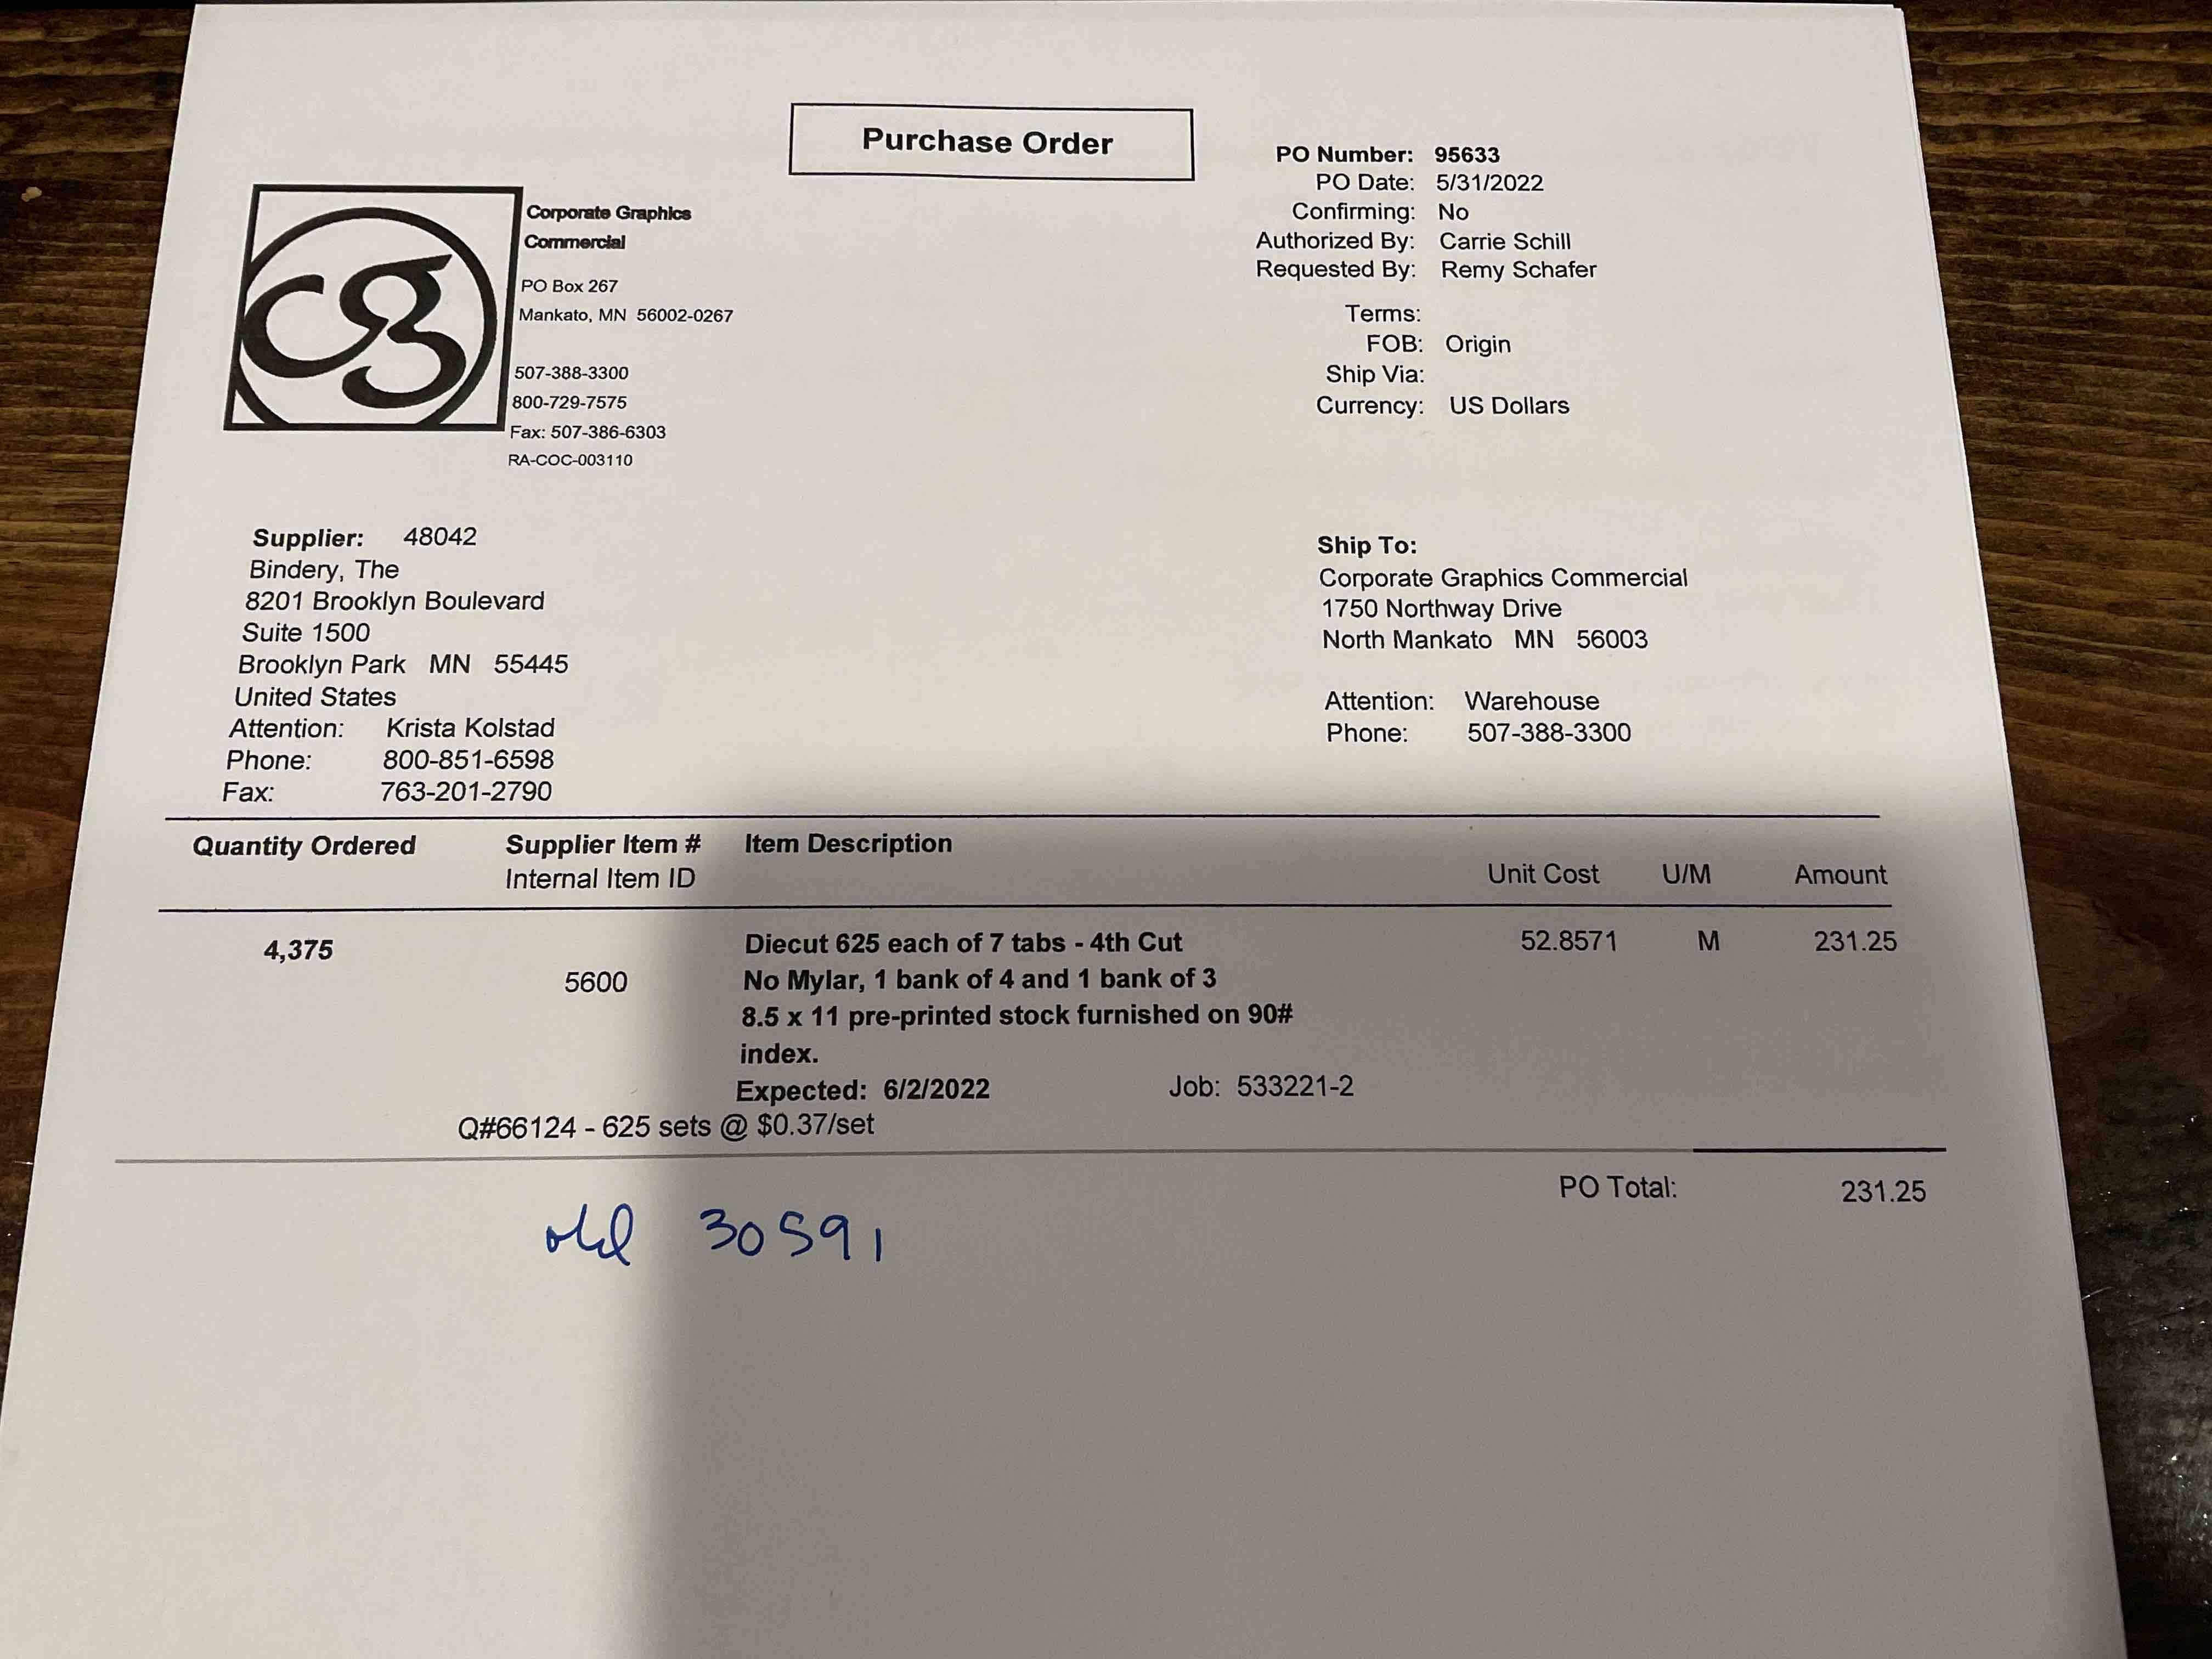 Purchase Order
cg
Corporate Graphics
Commercial
PO Box 267
Mankato, MN 56002-0267
507-388-3300
800-729-7575
Fax: 507-386-6303
RA-COC-003110
PO Number: 95633
PO Date: 5/31/2022
Confirming: No
Authorized By: Carrie Schill
Requested By: Remy Schafer
Terms:
FOB: Origin
Ship Via:
Currency: US Dollars
Supplier: 48042
Bindery, The
8201 Brooklyn Boulevard
Suite 1500
Brooklyn Park MN 55445
United States
Attention: Krista Kolstad
Phone: 800-851-6598
Fax: 763-201-2790
Ship To:
Corporate Graphics Commercial
1750 Northway Drive
North Mankato MN 56003
Attention: Warehouse
Phone: 507-388-3300
Quantity Ordered Supplier Item # Item Description
Internal Item ID Unit Cost U/M Amount
4,375 Diecut 625 each of 7 tabs - 4th Cut 52.8571 M 231.25
5600 No Mylar, 1 bank of 4 and 1 bank of 3
8.5 x 11 pre-printed stock furnished on 90#
index.
Expected: 6/2/2022 Job: 533221-2
Q#66124 - 625 sets @ $0.37/set
PO Total: 231.25
old 30591